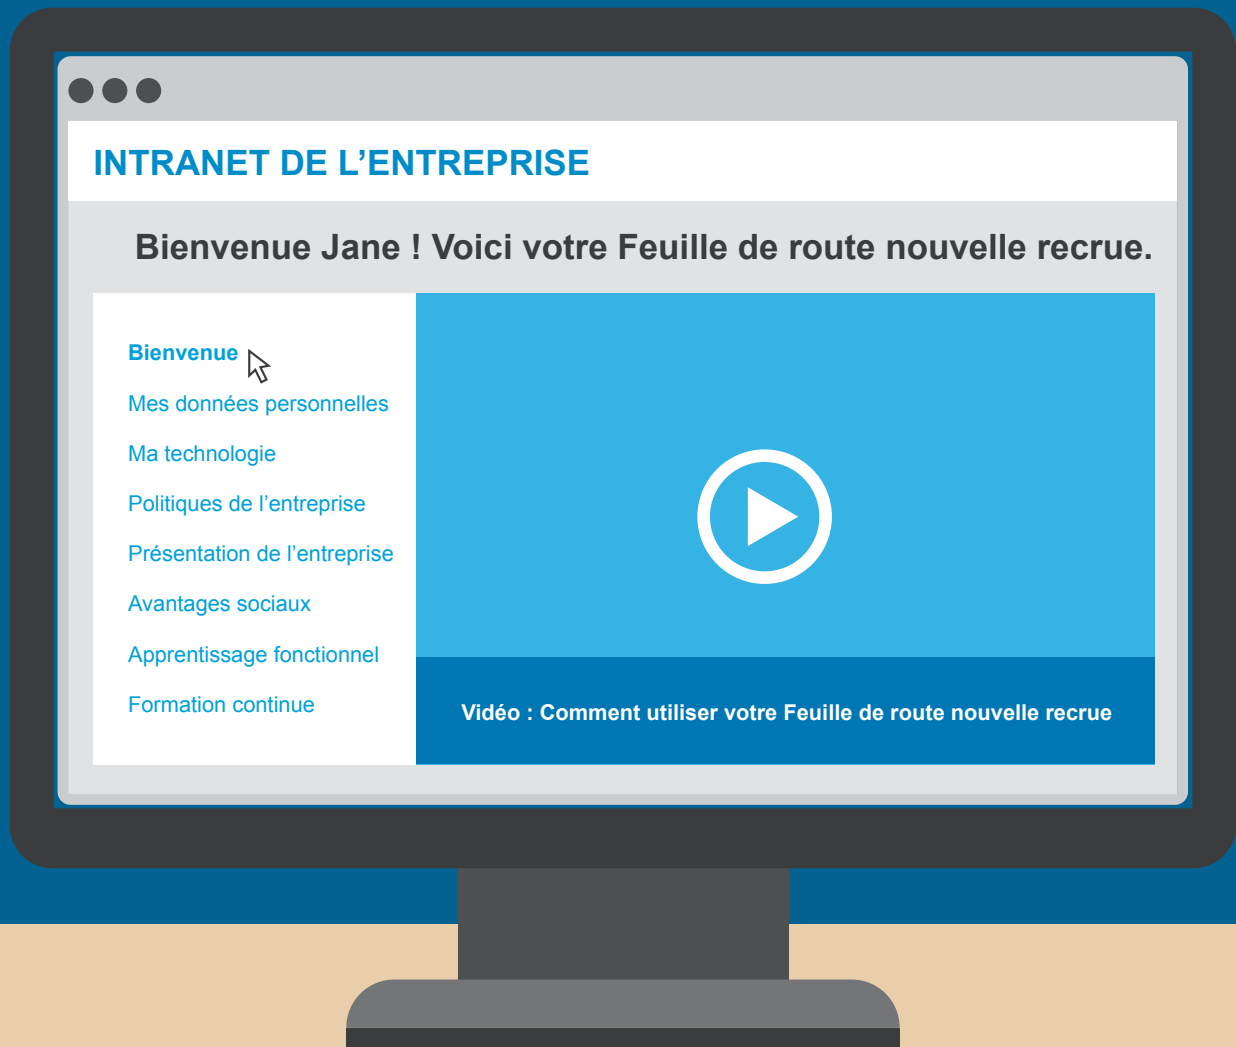 INTRANET DE L’ENTREPRISE
Bienvenue Jane ! Voici votre Feuille de route nouvelle recrue.
Bienvenue
Mes données personnelles
Ma technologie
Politiques de l’entreprise
Présentation de l’entreprise
Avantages sociaux
Apprentissage fonctionnel
Formation continue
Vidéo : Comment utiliser votre Feuille de route nouvelle recrue